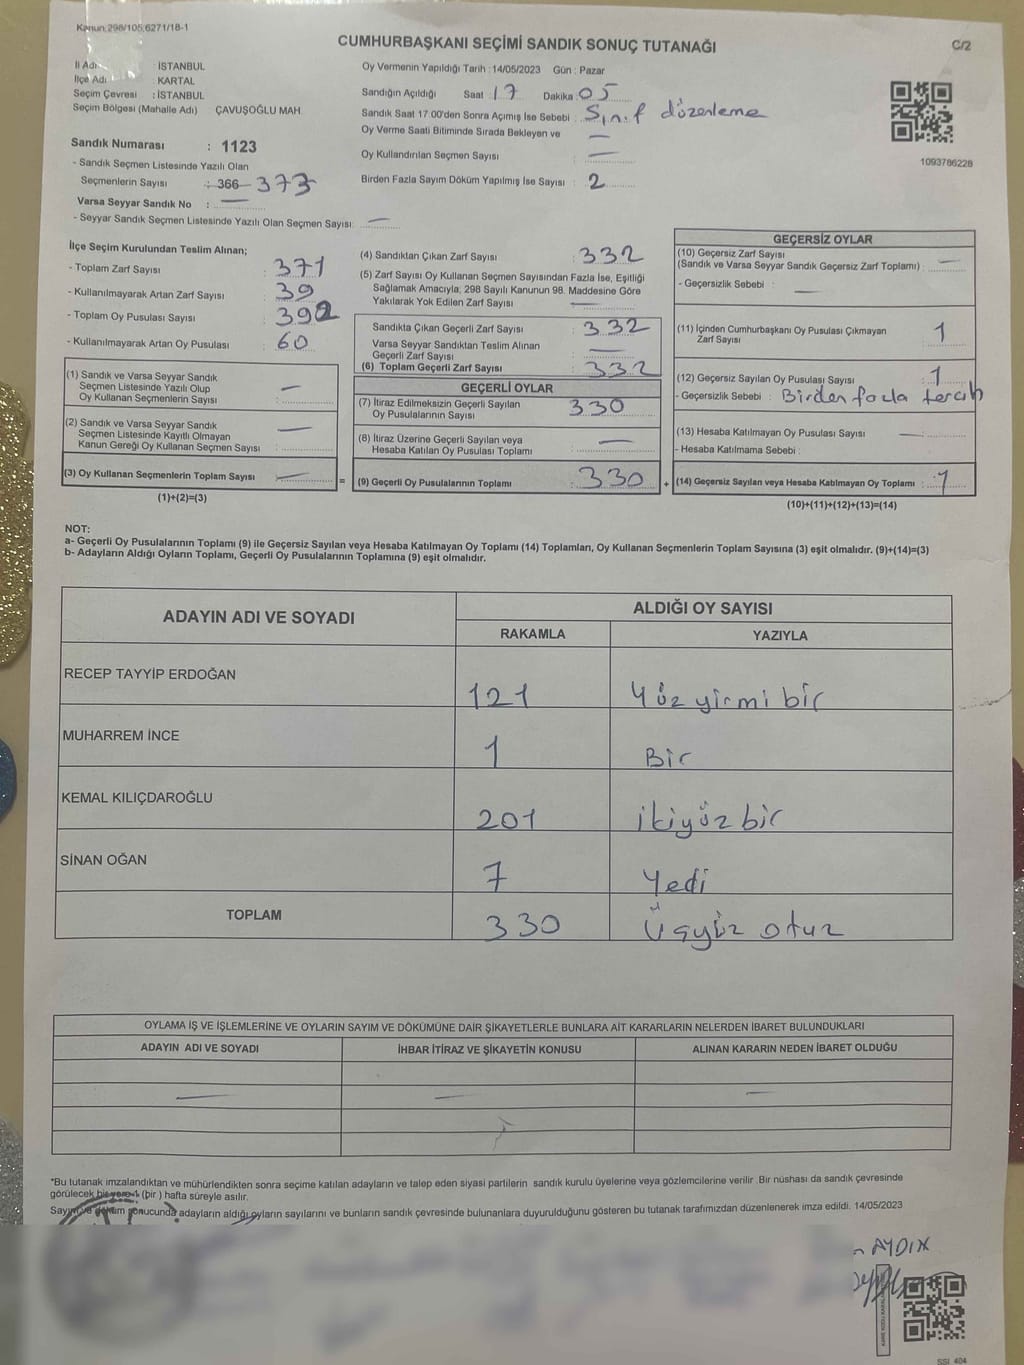 Kanun:298/105;6271/18-1
CUMHURBAŞKANI SEÇİMİ SANDIK SONUÇ TUTANAĞI
C/2
İl Adı : İSTANBUL
İlçe Adı : KARTAL
Seçim Çevresi : İSTANBUL
Seçim Bölgesi (Mahalle Adı) ÇAVUŞOĞLU MAH
Sandık Numarası : 1123
- Sandık Seçmen Listesinde Yazılı Olan
Seçmenlerin Sayısı : 366 373
Varsa Seyyar Sandık No : —
- Seyyar Sandık Seçmen Listesinde Yazılı Olan Seçmen Sayısı: —
Oy Vermenin Yapıldığı Tarih : 14/05/2023 Gün : Pazar
Sandığın Açıldığı Saat 17 Dakika 05
Sandık Saat 17.00'den Sonra Açımış İse Sebebi : Sınıf düzenleme
Oy Verme Saati Bitiminde Sırada Bekleyen ve —
Oy Kullandırılan Seçmen Sayısı : —
Birden Fazla Sayım Döküm Yapılmış İse Sayısı : 2
1093786228
İlçe Seçim Kurulundan Teslim Alınan;
- Toplam Zarf Sayısı : 371
- Kullanılmayarak Artan Zarf Sayısı : 39
- Toplam Oy Pusulası Sayısı : 392
- Kullanılmayarak Artan Oy Pusulası : 60
(1) Sandık ve Varsa Seyyar Sandık
Seçmen Listesinde Yazılı Olup
Oy Kullanan Seçmenlerin Sayısı : —
(2) Sandık ve Varsa Seyyar Sandık
Seçmen Listesinde Kayıtlı Olmayan
Kanun Gereği Oy Kullanan Seçmen Sayısı : —
(3) Oy Kullanan Seçmenlerin Toplam Sayısı : —
(1)+(2)=(3)
(4) Sandıktan Çıkan Zarf Sayısı : 332
(5) Zarf Sayısı Oy Kullanan Seçmen Sayısından Fazla İse, Eşitliği
Sağlamak Amacıyla; 298 Sayılı Kanunun 98. Maddesine Göre
Yakılarak Yok Edilen Zarf Sayısı : —
Sandıkta Çıkan Geçerli Zarf Sayısı : 332
Varsa Seyyar Sandıktan Teslim Alınan
Geçerli Zarf Sayısı : —
(6) Toplam Geçerli Zarf Sayısı : 332
GEÇERLİ OYLAR
(7) İtiraz Edilmeksizin Geçerli Sayılan
Oy Pusulalarının Sayısı : 330
(8) İtiraz Üzerine Geçerli Sayılan veya
Hesaba Katılan Oy Pusulası Toplamı : —
(9) Geçerli Oy Pusulalarının Toplamı : 330
GEÇERSİZ OYLAR
(10) Geçersiz Zarf Sayısı
(Sandık ve Varsa Seyyar Sandık Geçersiz Zarf Toplamı) : —
- Geçersizlik Sebebi : —
(11) İçinden Cumhurbaşkanı Oy Pusulası Çıkmayan
Zarf Sayısı : 1
(12) Geçersiz Sayılan Oy Pusulası Sayısı : 1
- Geçersizlik Sebebi : Birden fazla tercih
(13) Hesaba Katılmayan Oy Pusulası Sayısı : —
- Hesaba Katılmama Sebebi :
(14) Geçersiz Sayılan veya Hesaba Katılmayan Oy Toplamı : 1
(10)+(11)+(12)+(13)=(14)
NOT:
a- Geçerli Oy Pusulalarının Toplamı (9) ile Geçersiz Sayılan veya Hesaba Katılmayan Oy Toplamı (14) Toplamları, Oy Kullanan Seçmenlerin Toplam Sayısına (3) eşit olmalıdır. (9)+(14)=(3)
b- Adayların Aldığı Oyların Toplamı, Geçerli Oy Pusulalarının Toplamına (9) eşit olmalıdır.
ADAYIN ADI VE SOYADI
ALDIĞI OY SAYISI
RAKAMLA YAZIYLA
RECEP TAYYİP ERDOĞAN 121 Yüz yirmi bir
MUHARREM İNCE 1 Bir
KEMAL KILIÇDAROĞLU 201 ikiyüz bir
SİNAN OĞAN 7 Yedi
TOPLAM 330 Üçyüz otuz
OYLAMA İŞ VE İŞLEMLERİNE VE OYLARIN SAYIM VE DÖKÜMÜNE DAİR ŞİKAYETLERLE BUNLARA AİT KARARLARIN NELERDEN İBARET BULUNDUKLARI
ADAYIN ADI VE SOYADI İHBAR İTİRAZ VE ŞİKAYETİN KONUSU ALINAN KARARIN NEDEN İBARET OLDUĞU
— — —
*Bu tutanak imzalandıktan ve mühürlendikten sonra seçime katılan adayların ve talep eden siyasi partilerin sandık kurulu üyelerine veya gözlemcilerine verilir .Bir nüshası da sandık çevresinde
görülecek bir yere 1 (bir ) hafta süreyle asılır.
Sayım ve döküm sonucunda adayların aldığı oyların sayılarını ve bunların sandık çevresinde bulunanlara duyurulduğunu gösteren bu tutanak tarafımızdan düzenlenerek imza edildi. 14/05/2023
AYDIN
SSI_404